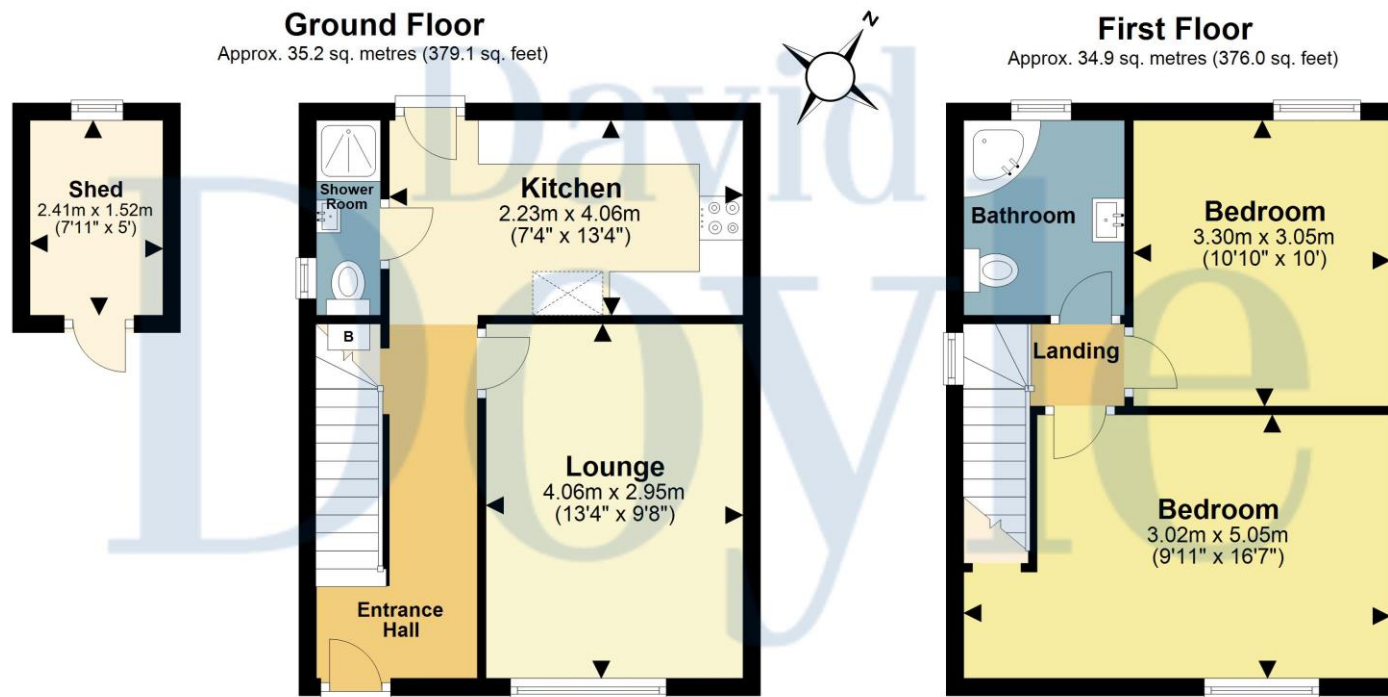 Ground Floor
Approx. 35.2 sq. metres (379.1 sq. feet)
N
First Floor
Approx. 34.9 sq. metres (376.0 sq. feet)
David
Doyle
Shed
2.41m x 1.52m
(7'11" x 5')
Shower
Room
Kitchen
2.23m x 4.06m
(7'4" x 13'4")
B
Lounge
4.06m x 2.95m
(13'4" x 9'8")
Entrance
Hall
Bathroom
Bedroom
3.30m x 3.05m
(10'10" x 10')
Landing
Bedroom
3.02m x 5.05m
(9'11" x 16'7")